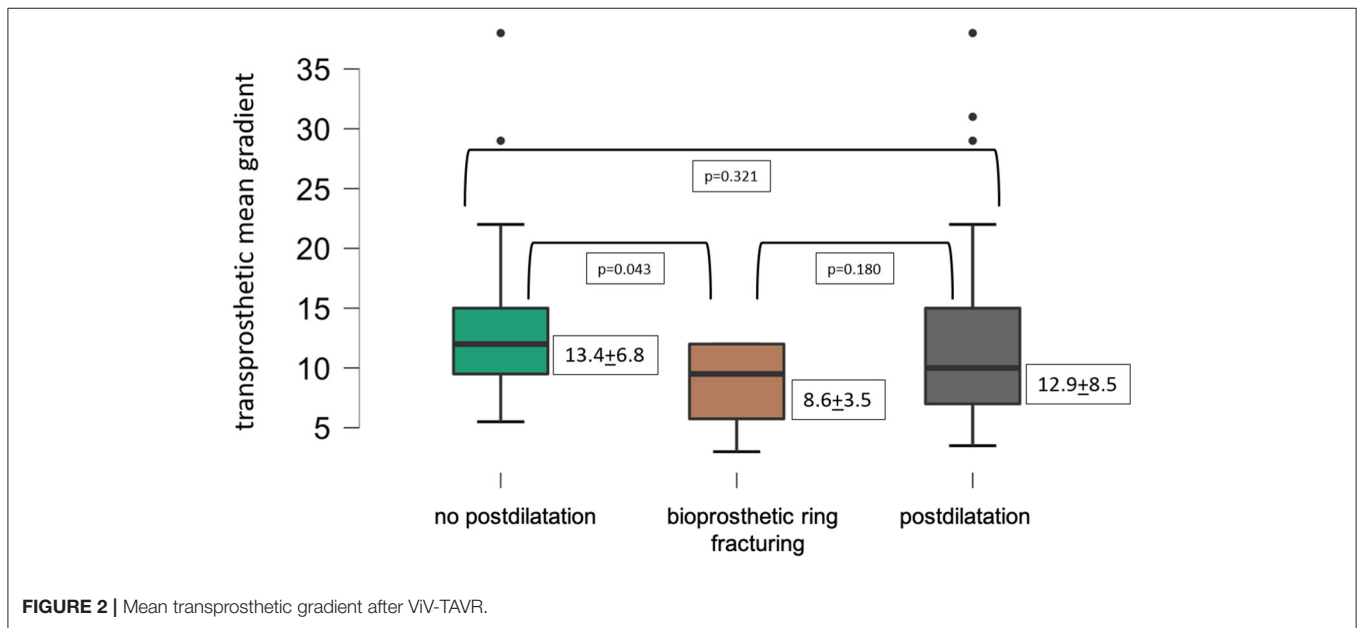 transprosthetic mean gradient
35
30
25
20
15
10
5
p=0.321
p=0.043
p=0.180
13.4±6.8
8.6±3.5
12.9±8.5
no postdilatation
bioprosthetic ring
fracturing
postdilatation
FIGURE 2 | Mean transprosthetic gradient after ViV-TAVR.